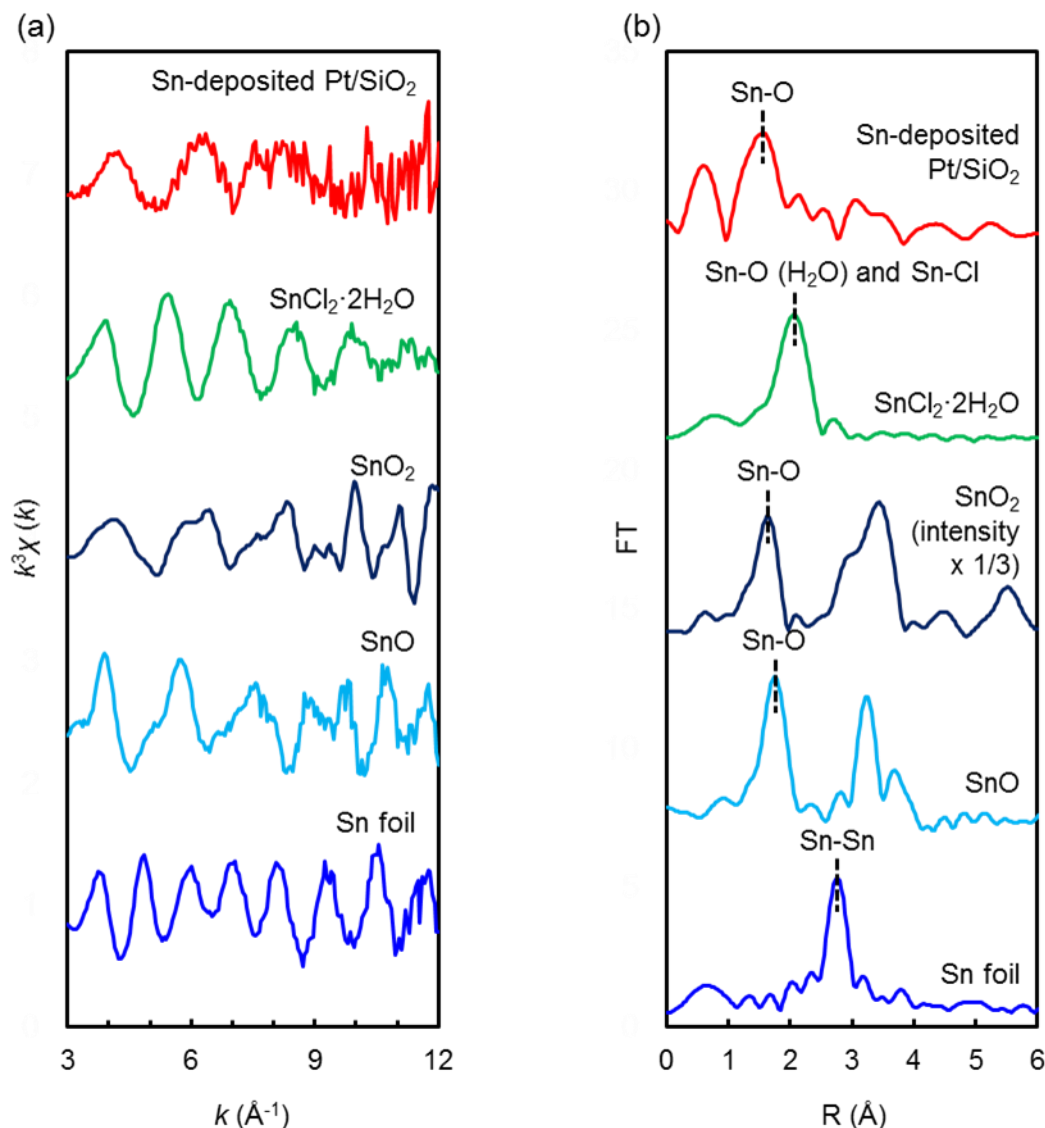 (a)
Sn-deposited Pt/SiO₂
SnCl₂·2H₂O
SnO₂
SnO
Sn foil
k³χ (k)
3 6 9 12
k (Å⁻¹)
(b)
Sn-O
Sn-deposited
Pt/SiO₂
Sn-O (H₂O) and Sn-Cl
SnCl₂·2H₂O
Sn-O
SnO₂
(intensity
x 1/3)
Sn-O
SnO
Sn-Sn
Sn foil
FT
0 1 2 3 4 5 6
R (Å)